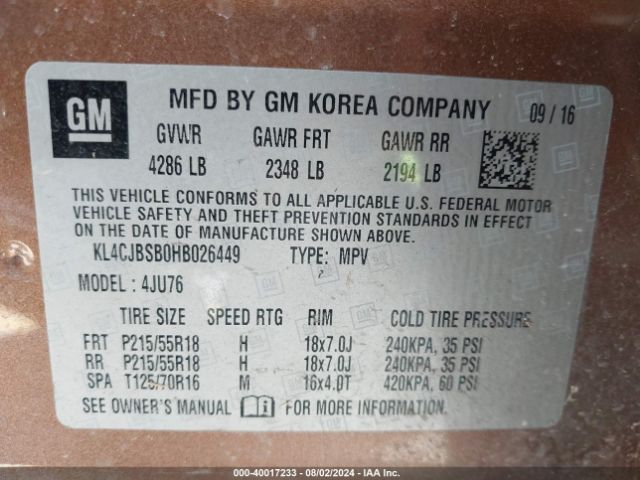 GM
MFD BY GM KOREA COMPANY 09 / 16
GVWR GAWR FRT GAWR RR
4286 LB 2348 LB 2194 LB
THIS VEHICLE CONFORMS TO ALL APPLICABLE U.S. FEDERAL MOTOR
VEHICLE SAFETY AND THEFT PREVENTION STANDARDS IN EFFECT
ON THE DATE OF MANUFACTURE SHOWN ABOVE.
KL4CJBSB0HB026449 TYPE: MPV
MODEL : 4JU76
TIRE SIZE SPEED RTG RIM COLD TIRE PRESSURE
FRT P215/55R18 H 18x7.0J 240KPA, 35 PSI
RR P215/55R18 H 18x7.0J 240KPA, 35 PSI
SPA T125/70R16 M 16x4.0T 420KPA, 60 PSI
SEE OWNER'S MANUAL FOR MORE INFORMATION
000-40017233 - 08/02/2024 - IAA Inc.